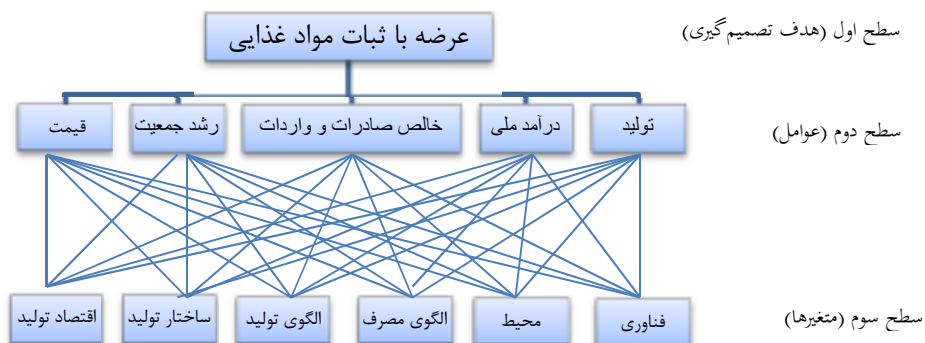 عرضه با ثبات مواد غذایی
سطح اول (هدف تصمیم‌گیری)
تولید
درآمد ملی
خالص صادرات و واردات
رشد جمعیت
قیمت
سطح دوم (عوامل)
فناوری
محیط
الگوی مصرف
الگوی تولید
ساختار تولید
اقتصاد تولید
سطح سوم (متغیرها)